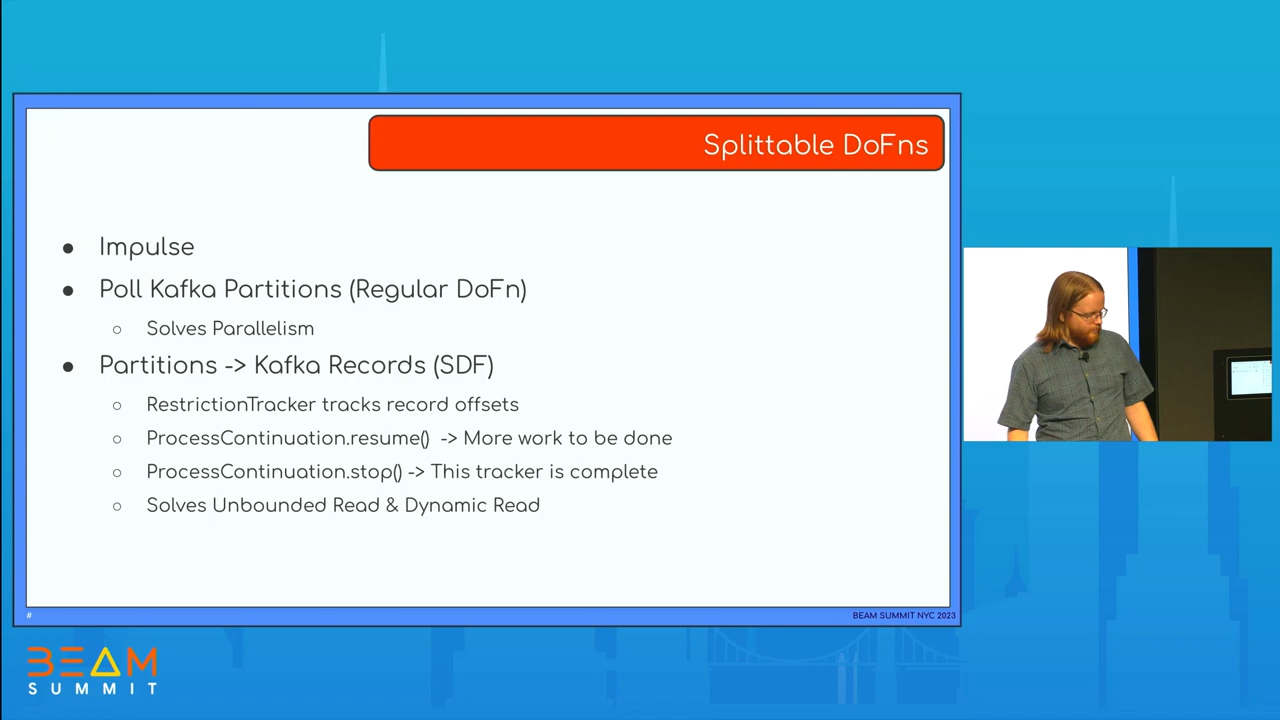 Splittable DoFns
● Impulse
● Poll Kafka Partitions (Regular DoFn)
○ Solves Parallelism
● Partitions -> Kafka Records (SDF)
○ RestrictionTracker tracks record offsets
○ ProcessContinuation.resume() -> More work to be done
○ ProcessContinuation.stop() -> This tracker is complete
○ Solves Unbounded Read & Dynamic Read
#
BEAM SUMMIT NYC 2023
BEAM
SUMMIT